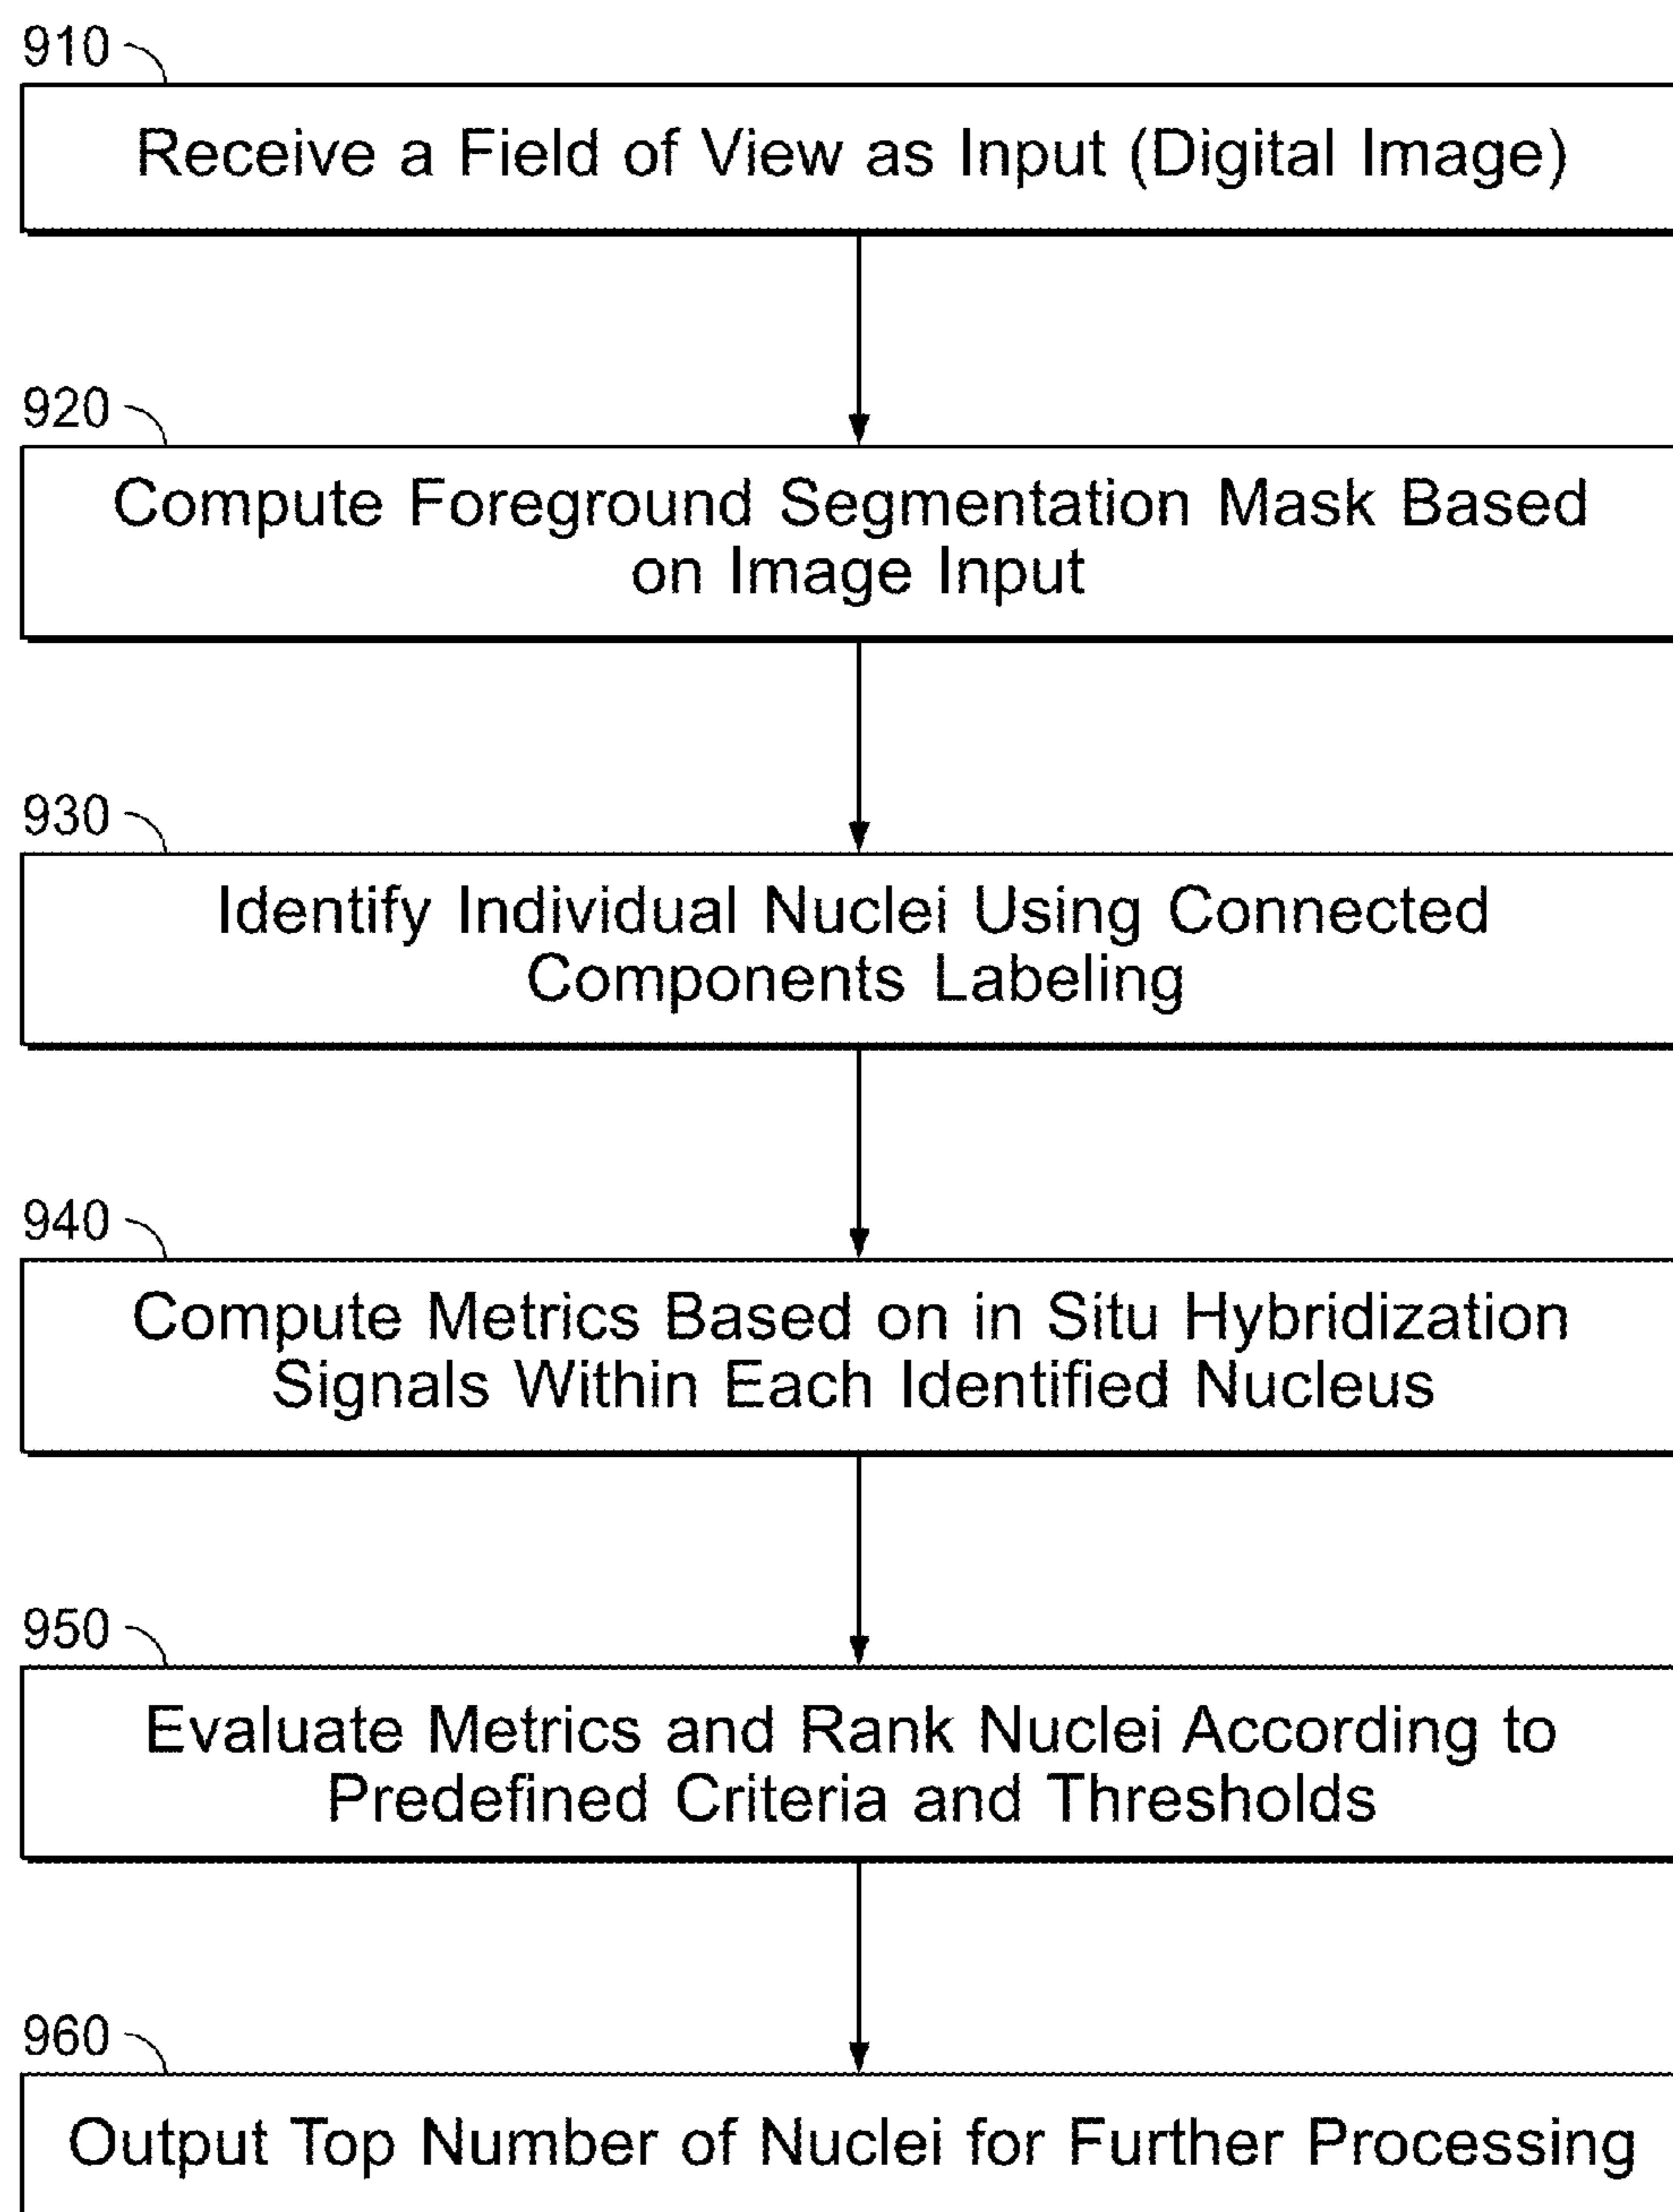 910
Receive a Field of View as Input (Digital Image)
920
Compute Foreground Segmentation Mask Based
on Image Input
930
Identify Individual Nuclei Using Connected
Components Labeling
940
Compute Metrics Based on in Situ Hybridization
Signals Within Each Identified Nucleus
950
Evaluate Metrics and Rank Nuclei According to
Predefined Criteria and Thresholds
960
Output Top Number of Nuclei for Further Processing